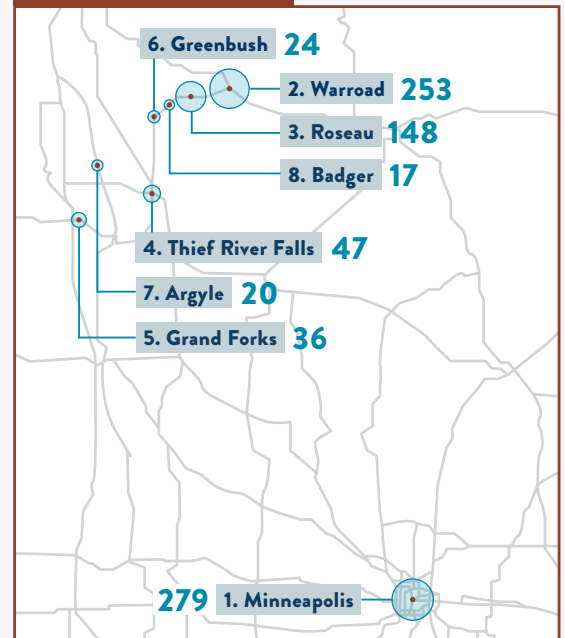 6. Greenbush 24
2. Warroad 253
3. Roseau 148
8. Badger 17
4. Thief River Falls 47
7. Argyle 20
5. Grand Forks 36
279 1. Minneapolis